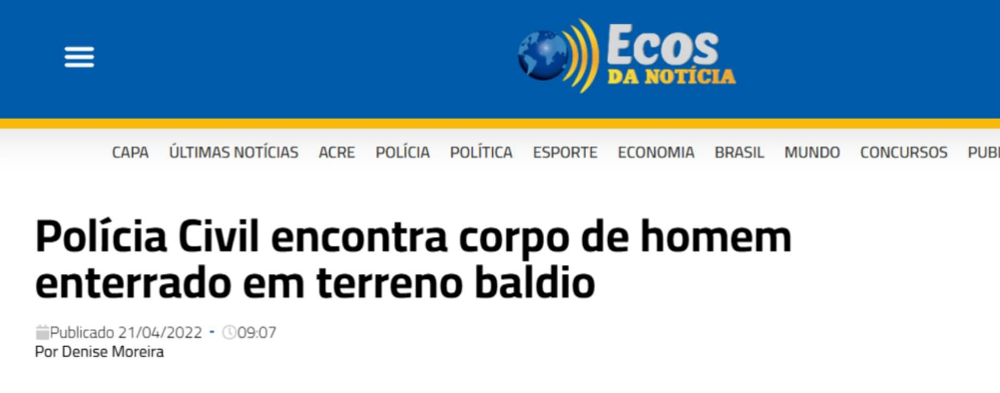 Ecos
DA NOTÍCIA
CAPA ÚLTIMAS NOTÍCIAS ACRE POLÍCIA POLÍTICA ESPORTE ECONOMIA BRASIL MUNDO CONCURSOS
Polícia Civil encontra corpo de homem
enterrado em terreno baldio
Publicado 21/04/2022 - 09:07
Por Denise Moreira